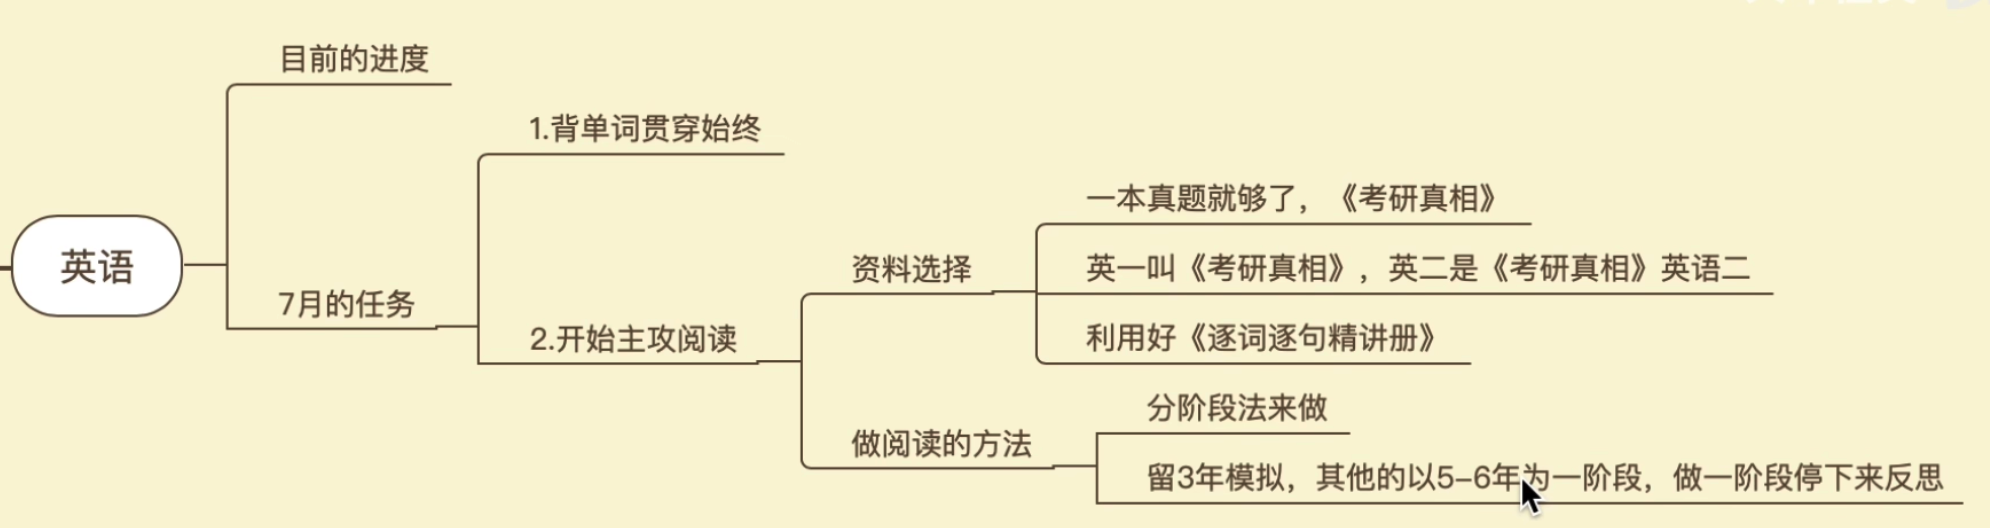 目前的进度
1.背单词贯穿始终
一本真题就够了，《考研真相》
英语
资料选择
英一叫《考研真相》，英二是《考研真相》英语二
7月的任务
2.开始主攻阅读
利用好《逐词逐句精讲册》
分阶段法来做
做阅读的方法
留3年模拟，其他的以5-6年为一阶段，做一阶段停下来反思